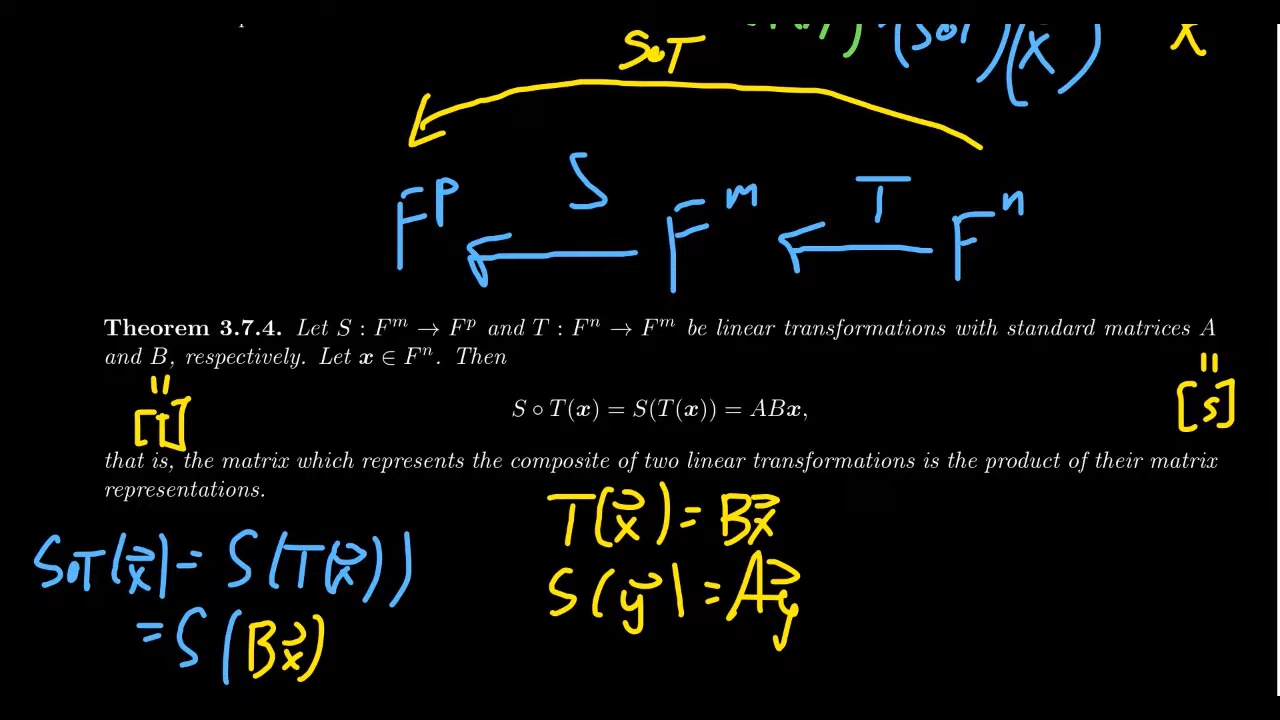 (S∘T)(x⃗) x
S∘T
F^p S F^m T F^n
Theorem 3.7.4. Let S : F^m → F^p and T : F^n → F^m be linear transformations with standard matrices A
and B, respectively. Let x ∈ F^n. Then
= [T] = [S]
S ∘ T(x) = S(T(x)) = ABx,
that is, the matrix which represents the composite of two linear transformations is the product of their matrix
representations.
T(x⃗) = Bx⃗
S∘T(x⃗) = S(T(x⃗))
S(y⃗) = Ay⃗
= S(Bx⃗)